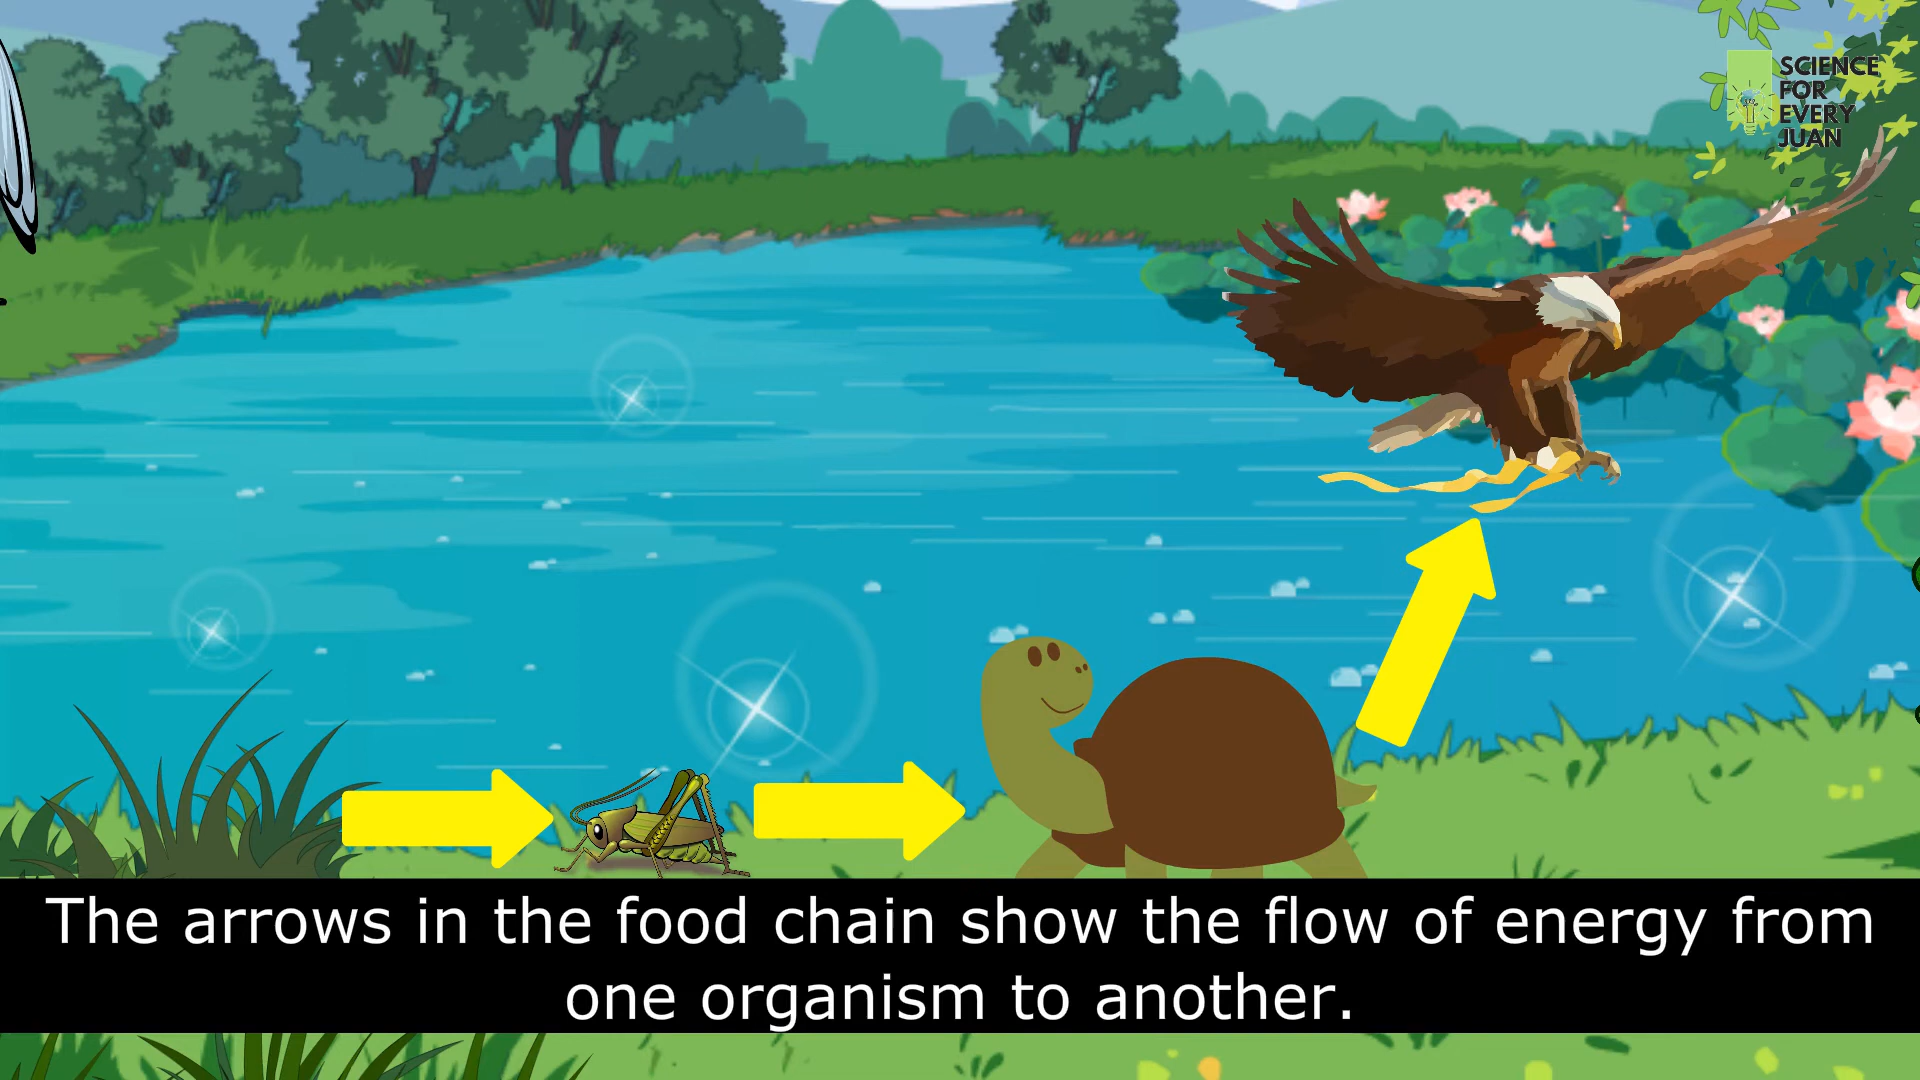 SCIENCE
FOR
EVERY
JUAN
The arrows in the food chain show the flow of energy from
one organism to another.